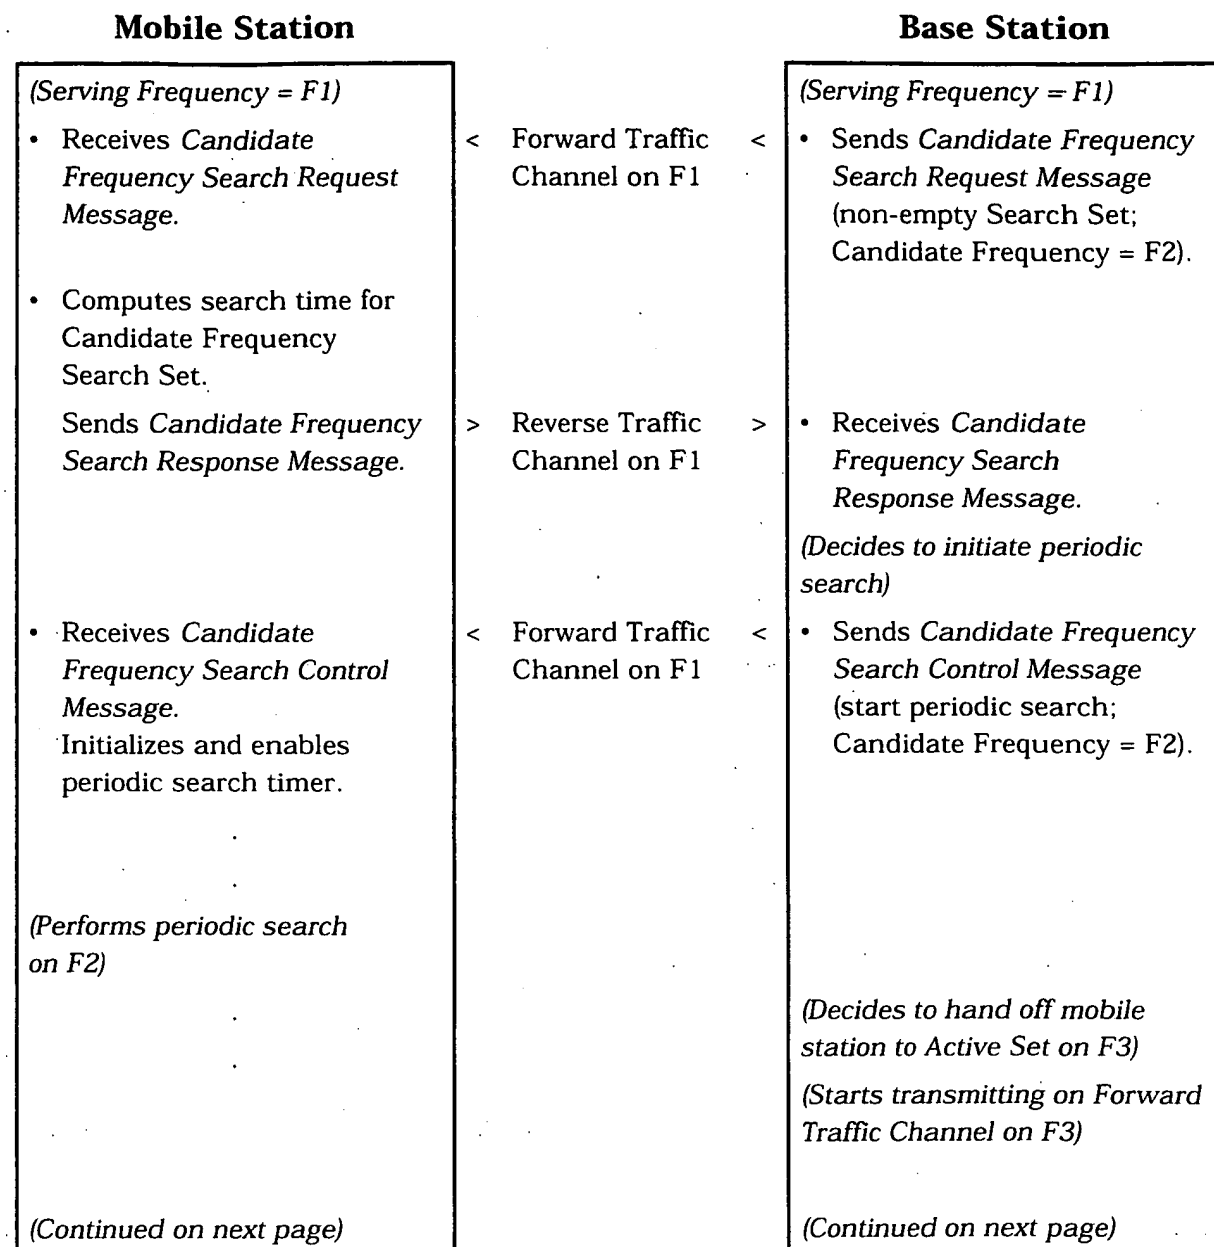 Mobile Station
Base Station
(Serving Frequency = F1)
(Serving Frequency = F1)
• Receives Candidate
Frequency Search Request
Message.
< Forward Traffic <
Channel on F1
• Sends Candidate Frequency
Search Request Message
(non-empty Search Set;
Candidate Frequency = F2).
• Computes search time for
Candidate Frequency
Search Set.
Sends Candidate Frequency
Search Response Message.
> Reverse Traffic >
Channel on F1
• Receives Candidate
Frequency Search
Response Message.
(Decides to initiate periodic
search)
• Receives Candidate
Frequency Search Control
Message.
Initializes and enables
periodic search timer.
< Forward Traffic <
Channel on F1
• Sends Candidate Frequency
Search Control Message
(start periodic search;
Candidate Frequency = F2).
.
.
(Performs periodic search
on F2)
.
.
(Decides to hand off mobile
station to Active Set on F3)
(Starts transmitting on Forward
Traffic Channel on F3)
(Continued on next page)
(Continued on next page)